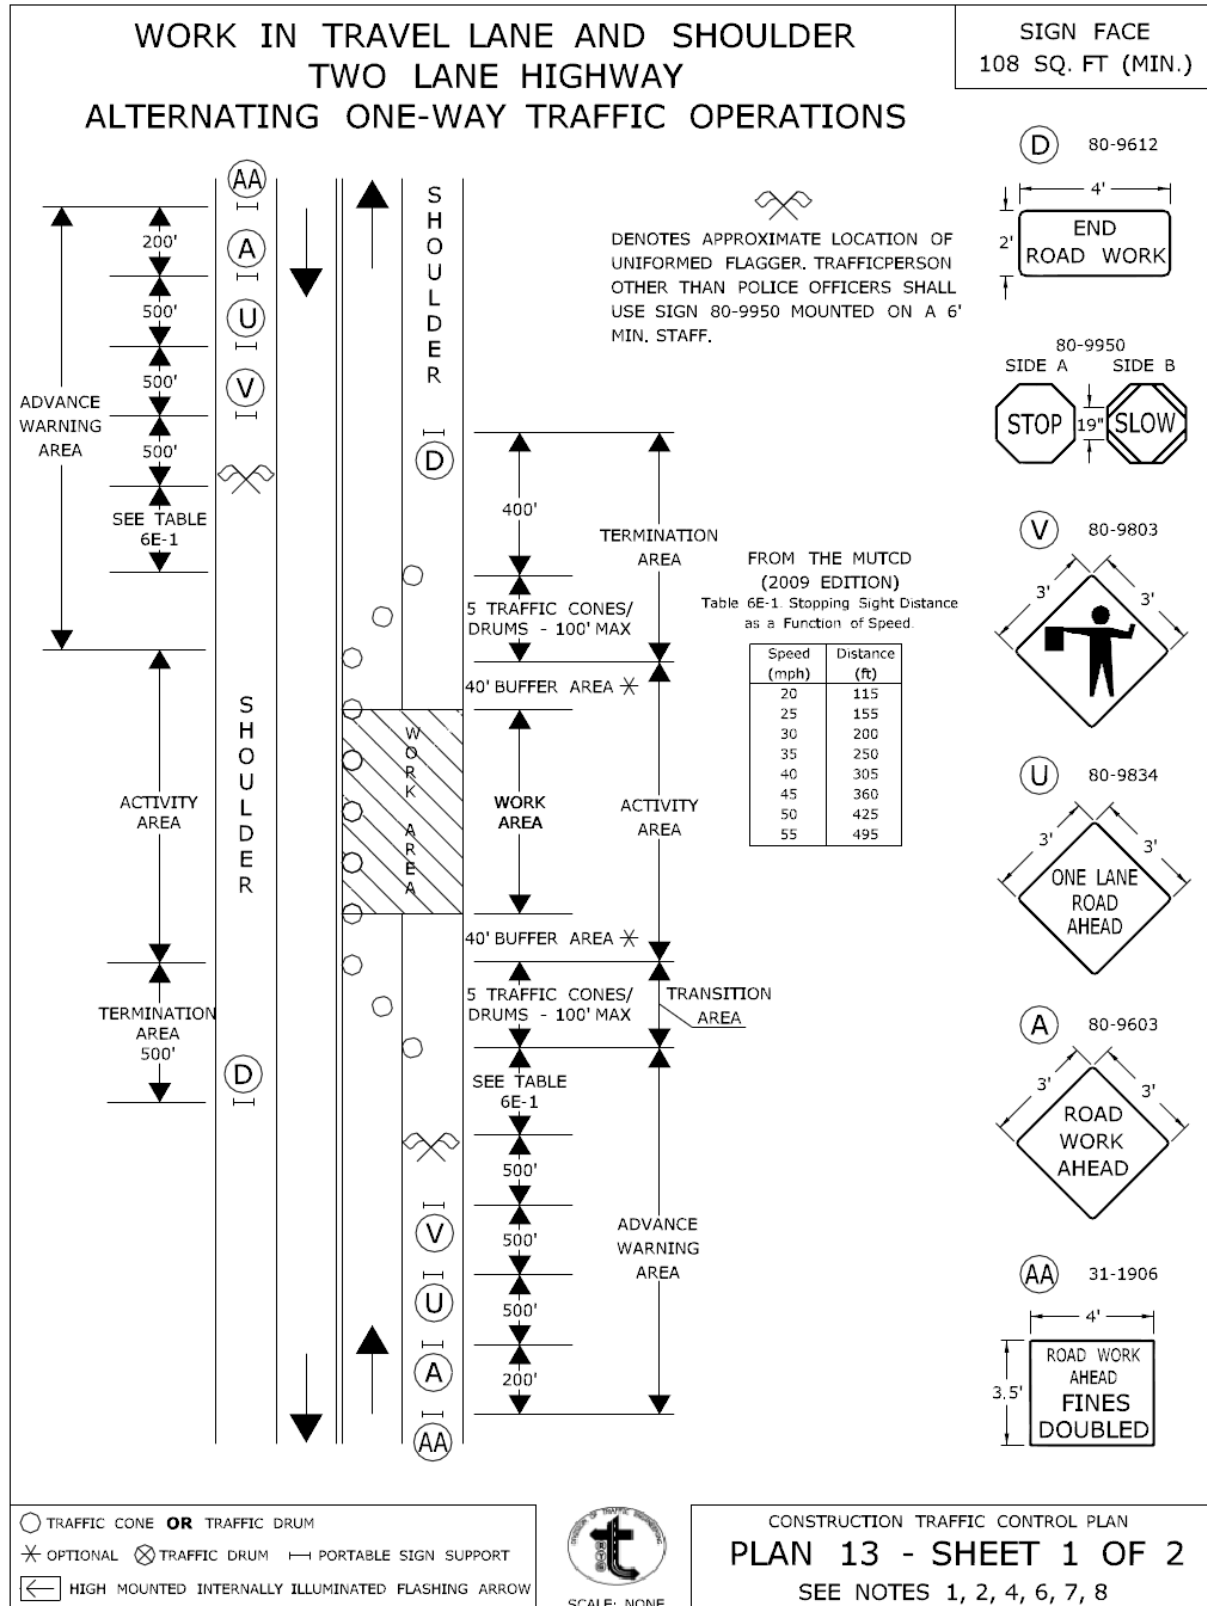 WORK IN TRAVEL LANE AND SHOULDER
TWO LANE HIGHWAY
ALTERNATING ONE-WAY TRAFFIC OPERATIONS
SIGN FACE
108 SQ. FT (MIN.)
AA
A
U
V
200'
500'
500'
500'
SEE TABLE
6E-1
ADVANCE
WARNING
AREA
SHOULDER
D
DENOTES APPROXIMATE LOCATION OF
UNIFORMED FLAGGER. TRAFFICPERSON
OTHER THAN POLICE OFFICERS SHALL
USE SIGN 80-9950 MOUNTED ON A 6'
MIN. STAFF.
400'
TERMINATION
AREA
5 TRAFFIC CONES/
DRUMS - 100' MAX
40' BUFFER AREA
SHOULDER
WORK AREA
WORK
AREA
ACTIVITY
AREA
ACTIVITY
AREA
40' BUFFER AREA
5 TRAFFIC CONES/
DRUMS - 100' MAX
TRANSITION
AREA
TERMINATION
AREA
500'
D
SEE TABLE
6E-1
500'
500'
500'
200'
V
U
A
AA
ADVANCE
WARNING
AREA
FROM THE MUTCD
(2009 EDITION)
Table 6E-1. Stopping Sight Distance
as a Function of Speed.
Speed Distance
(mph) (ft)
20 115
25 155
30 200
35 250
40 305
45 360
50 425
55 495
D 80-9612
4'
2'
END
ROAD WORK
80-9950
SIDE A SIDE B
STOP 19" SLOW
V 80-9803
3' 3'
U 80-9834
3' 3'
ONE LANE
ROAD
AHEAD
A 80-9603
3' 3'
ROAD
WORK
AHEAD
AA 31-1906
4'
3.5'
ROAD WORK
AHEAD
FINES
DOUBLED
TRAFFIC CONE OR TRAFFIC DRUM
OPTIONAL TRAFFIC DRUM PORTABLE SIGN SUPPORT
HIGH MOUNTED INTERNALLY ILLUMINATED FLASHING ARROW
DIVISION OF TRAFFIC ENGINEERING
SCALE: NONE
CONSTRUCTION TRAFFIC CONTROL PLAN
PLAN 13 - SHEET 1 OF 2
SEE NOTES 1, 2, 4, 6, 7, 8